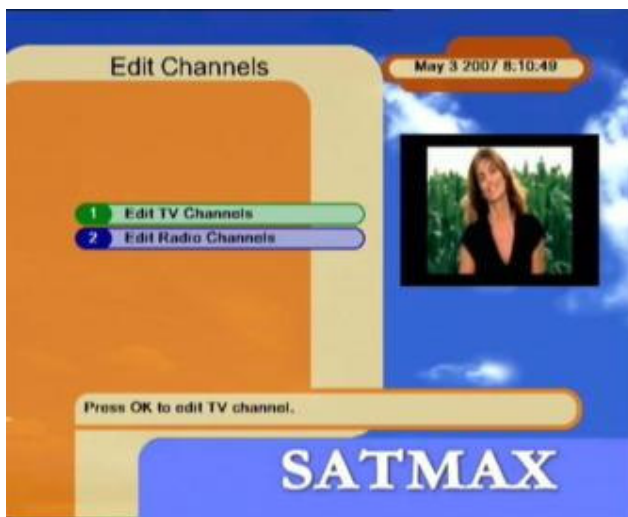 Edit Channels
May 3 2007 8:10:49
1 Edit TV Channels
2 Edit Radio Channels
Press OK to edit TV channel.
SATMAX